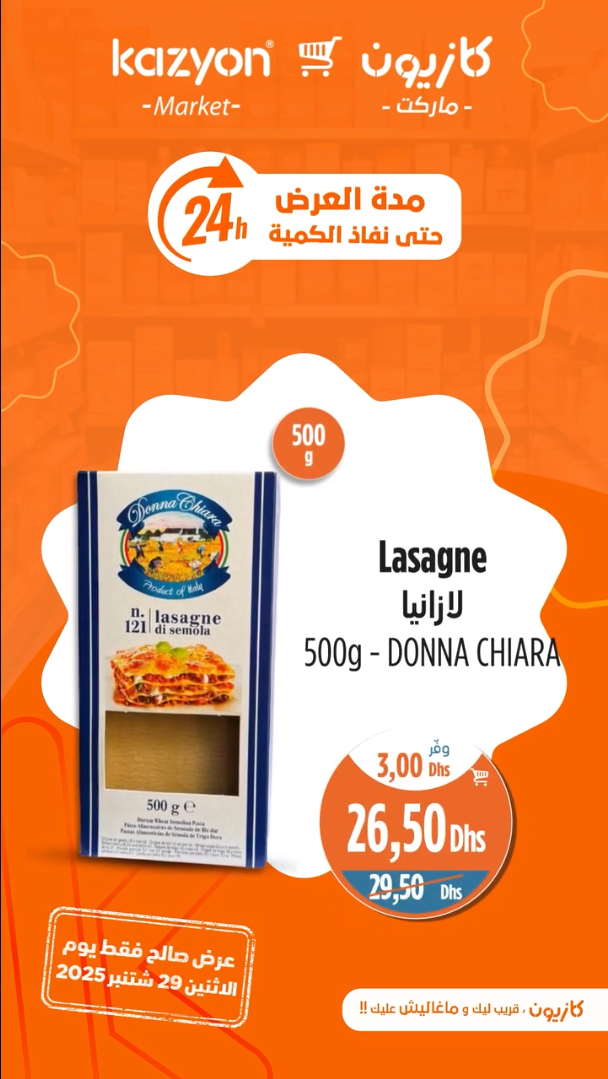 kazyon® كازيون
-Market- - ماركت -
24h مدة العرض
حتى نفاذ الكمية
500
g
Donna Chiara
Product of Italy
n.
121
lasagne
di semola
500 g ℮
Durum Wheat Semolina Pasta
Lasagne
لازانيا
500g - DONNA CHIARA
وفّر
3,00 Dhs
26,50 Dhs
29,50 Dhs
عرض صالح فقط يوم
الاثنين 29 شتنبر 2025
كازيون ، قريب ليك و ماغاليش عليك !!